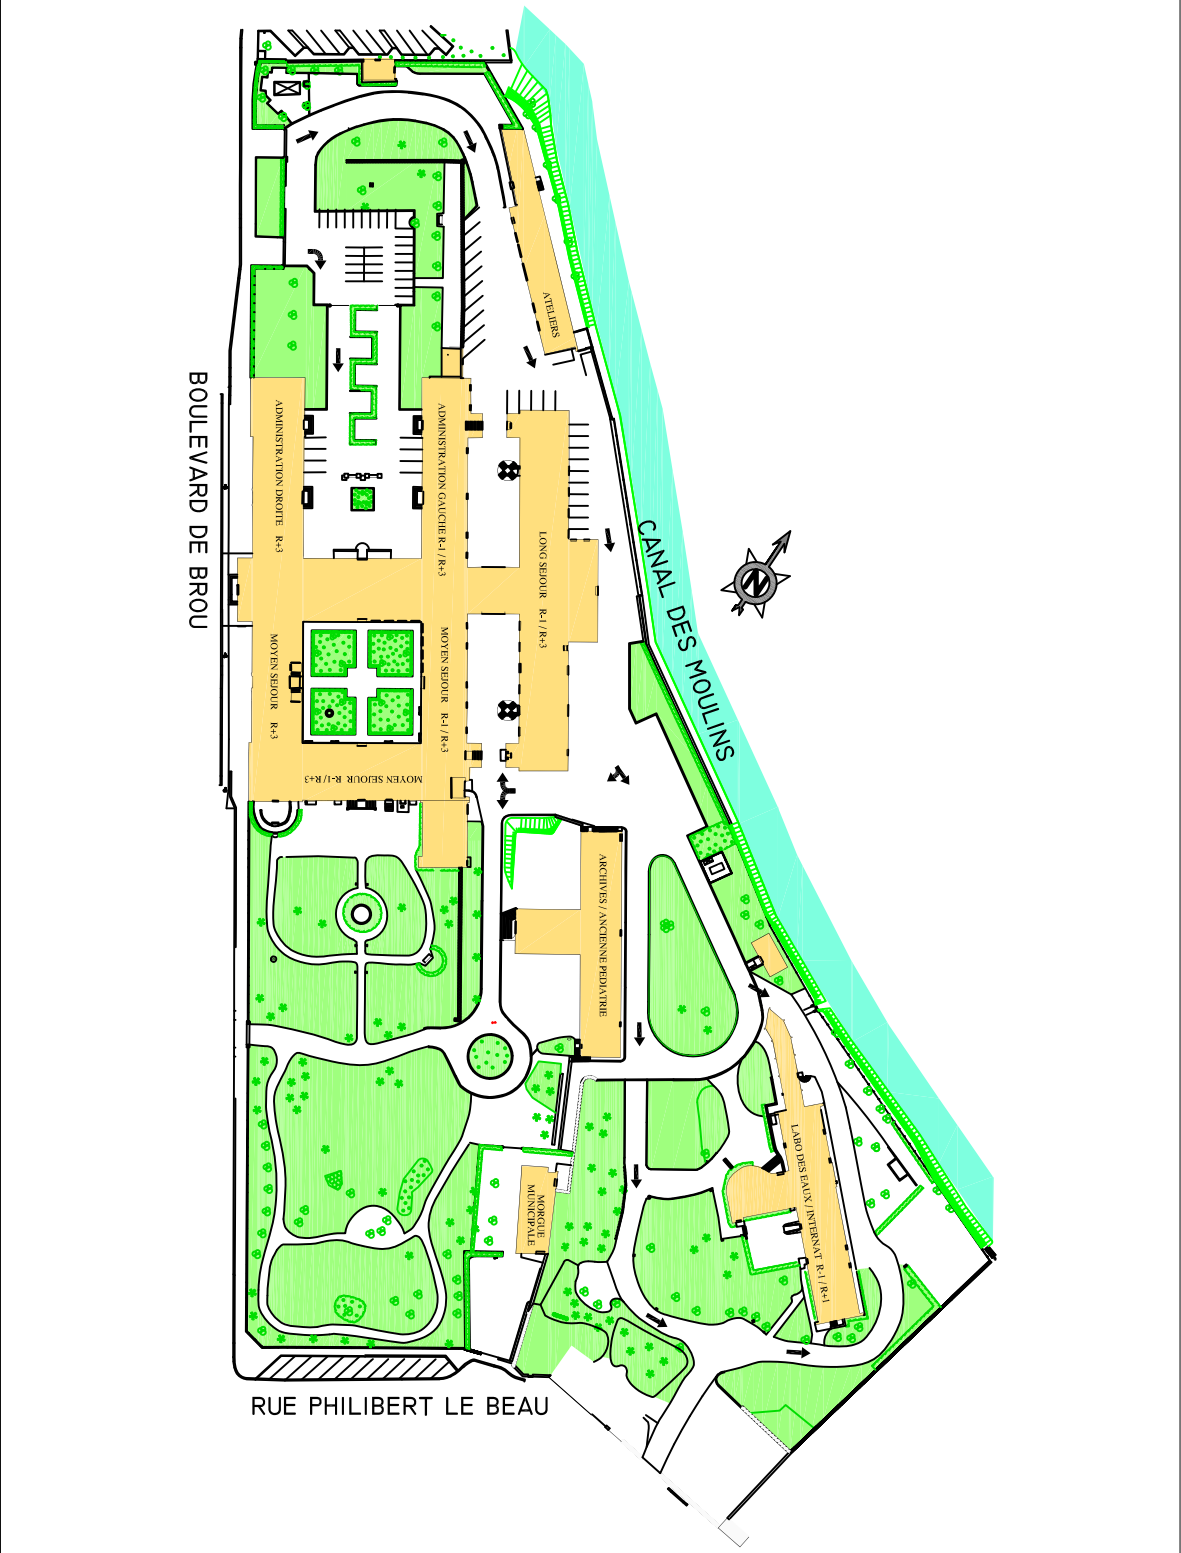 ATELIERS
BOULEVARD DE BROU
ADMINISTRATION DROITE R+3
ADMINISTRATION GAUCHE R-1 / R+3
LONG SEJOUR R-1 / R+3
CANAL DES MOULINS
N
MOYEN SEJOUR R+3
MOYEN SEJOUR R-1 / R+3
MOYEN SEJOUR R-1 / R+3
ARCHIVES / ANCIENNE PEDIATRIE
LABO DES EAUX / INTERNAT R-1 / R+1
MORGUE
MUNICIPALE
RUE PHILIBERT LE BEAU